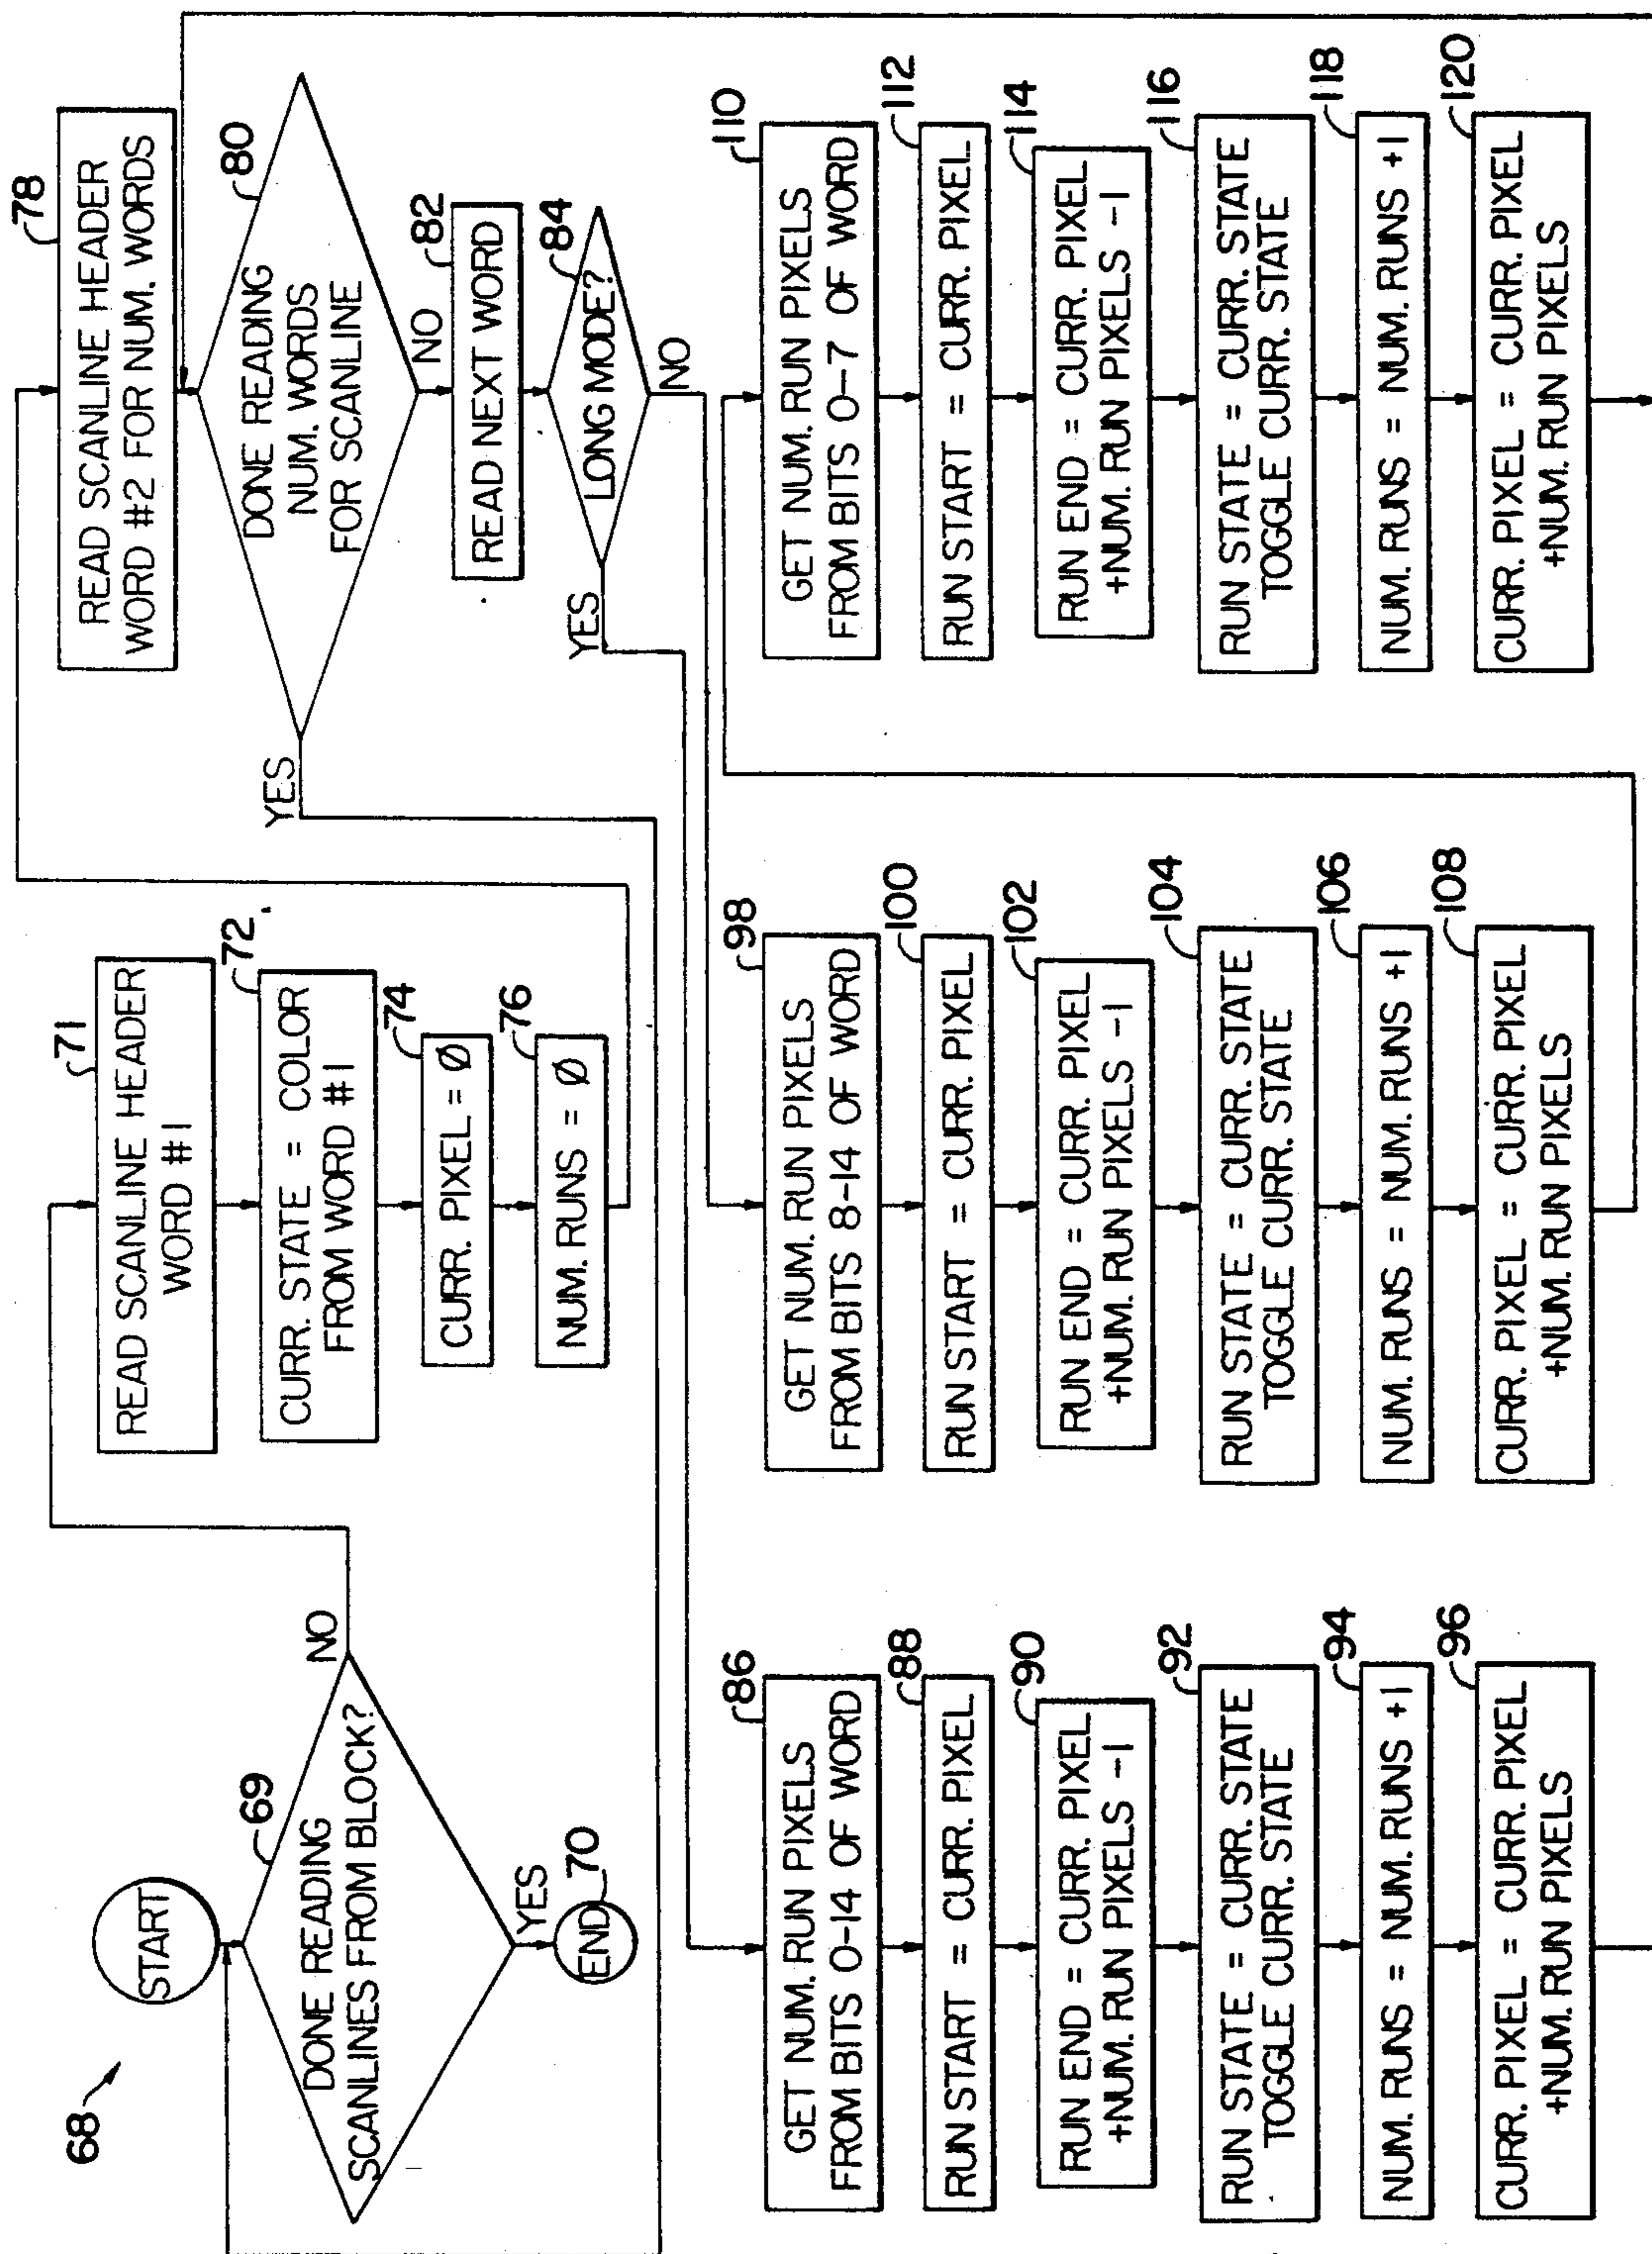 68
START
69
DONE READING
SCANLINES FROM BLOCK?
NO
YES
END
70
71
READ SCANLINE HEADER
WORD #1
72
CURR. STATE = COLOR
FROM WORD #1
74
CURR. PIXEL = Ø
76
NUM. RUNS = Ø
78
READ SCANLINE HEADER
WORD #2 FOR NUM. WORDS
80
DONE READING
NUM. WORDS
FOR SCANLINE
YES
NO
82
READ NEXT WORD
84
LONG MODE?
YES
NO
86
GET NUM. RUN PIXELS
FROM BITS 0-14 OF WORD
88
RUN START = CURR. PIXEL
90
RUN END = CURR. PIXEL
+NUM. RUN PIXELS -1
92
RUN STATE = CURR. STATE
TOGGLE CURR. STATE
94
NUM. RUNS = NUM. RUNS +1
96
CURR. PIXEL = CURR. PIXEL
+NUM. RUN PIXELS
98
GET NUM. RUN PIXELS
FROM BITS 8-14 OF WORD
100
RUN START = CURR. PIXEL
102
RUN END = CURR. PIXEL
+NUM. RUN PIXELS -1
104
RUN STATE = CURR. STATE
TOGGLE CURR. STATE
106
NUM. RUNS = NUM. RUNS +1
108
CURR. PIXEL = CURR. PIXEL
+NUM. RUN PIXELS
110
GET NUM. RUN PIXELS
FROM BITS 0-7 OF WORD
112
RUN START = CURR. PIXEL
114
RUN END = CURR. PIXEL
+NUM. RUN PIXELS -1
116
RUN STATE = CURR. STATE
TOGGLE CURR. STATE
118
NUM. RUNS = NUM. RUNS +1
120
CURR. PIXEL = CURR. PIXEL
+NUM. RUN PIXELS